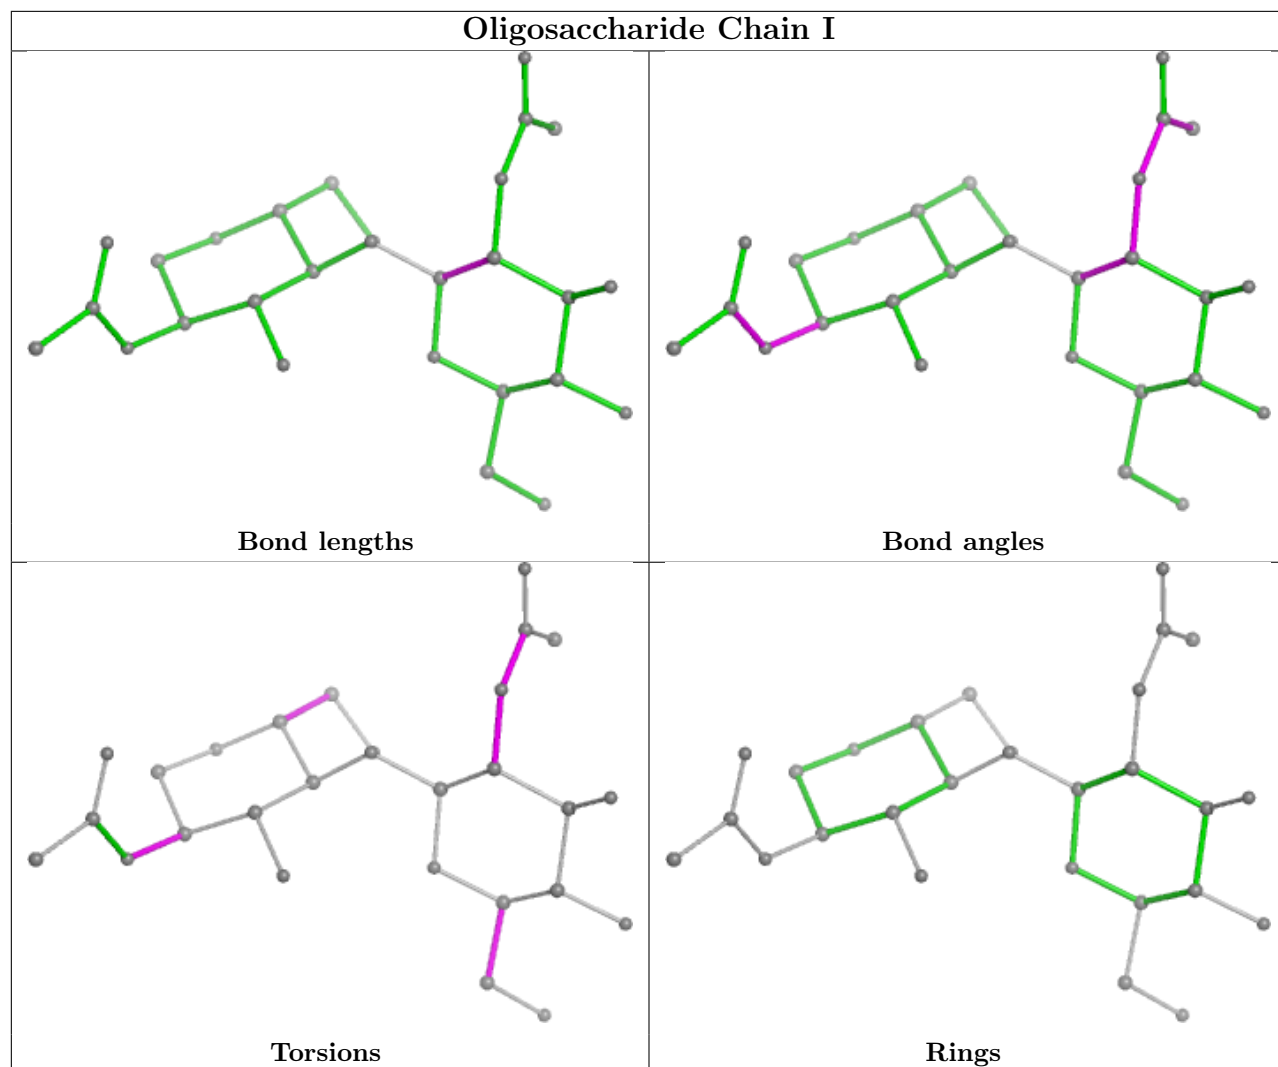 Oligosaccharide Chain I
Bond lengths
Bond angles
Torsions
Rings